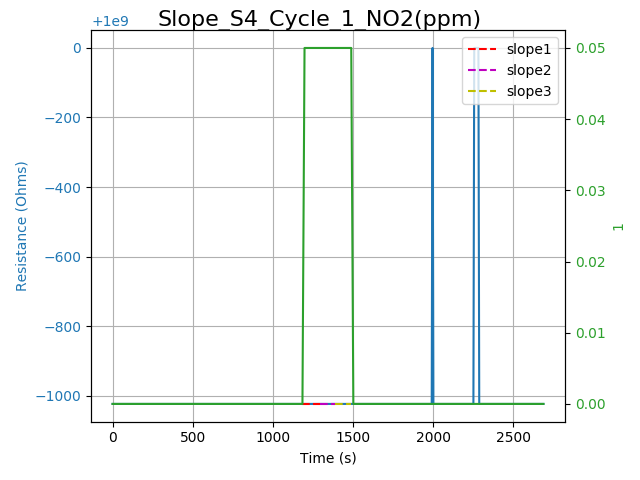 Slope_S4_Cycle_1_NO2(ppm)
+1e9
slope1
slope2
slope3
0
−200
−400
−600
−800
−1000
Resistance (Ohms)
0.05
0.04
0.03
0.02
0.01
0.00
1
0 500 1000 1500 2000 2500
Time (s)